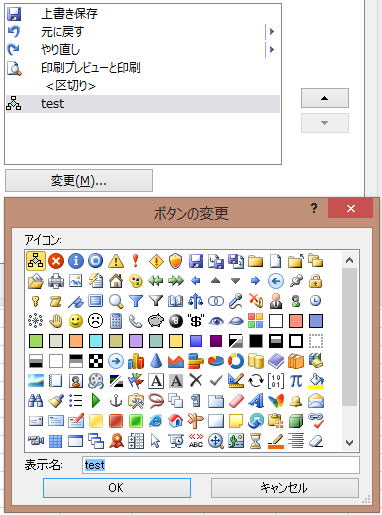 上書き保存
元に戻す
やり直し
印刷プレビューと印刷
<区切り>
test
変更(M)...
ボタンの変更
アイコン:
表示名: test
OK キャンセル